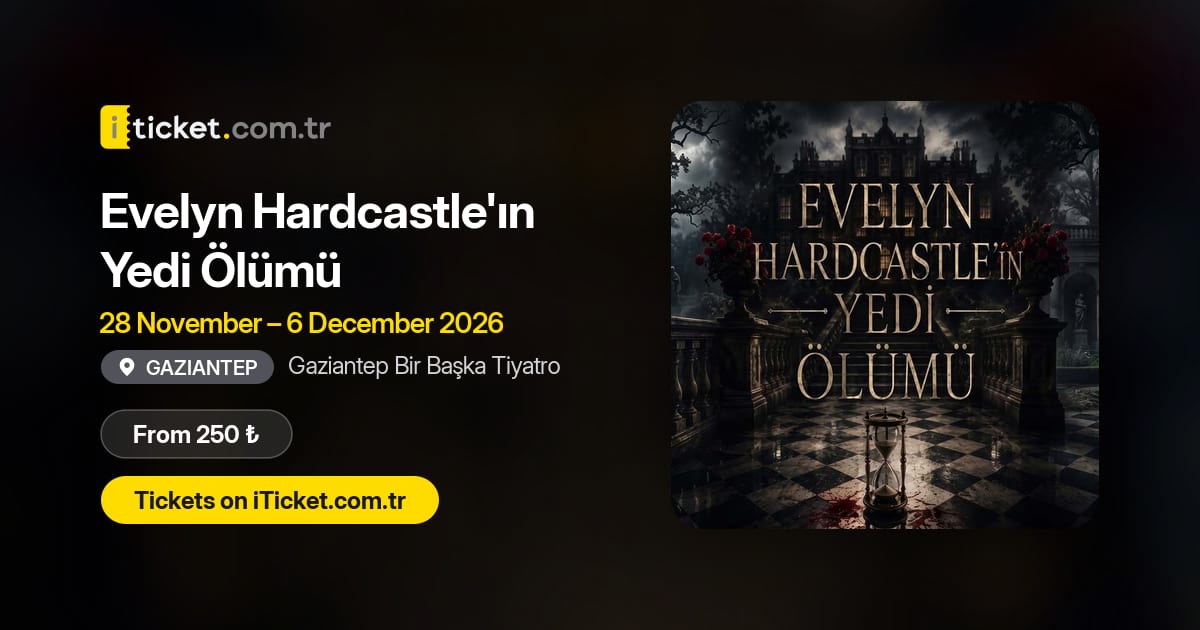 iticket.com.tr
Evelyn Hardcastle'ın
Yedi Ölümü
28 November – 6 December 2026
GAZIANTEP Gaziantep Bir Başka Tiyatro
From 250 ₺
Tickets on iTicket.com.tr
EVELYN
HARDCASTLE'İN
YEDİ
ÖLÜMÜ